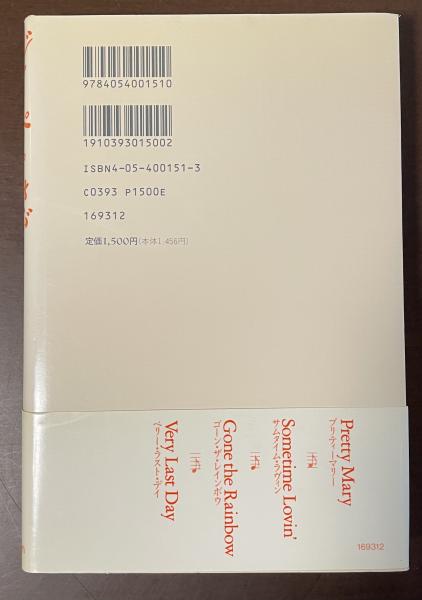 9784054001510
1910393015002
ISBN4-05-400151-3
C0393 P1500E
169312
定価1,500円(本体1,456円)
Pretty Mary
プリティーマリー
Sometime Lovin'
サムタイム・ラヴィン
Gone the Rainbow
ゴーン・ザ・レインボウ
Very Last Day
ベリー・ラスト・デイ
169312